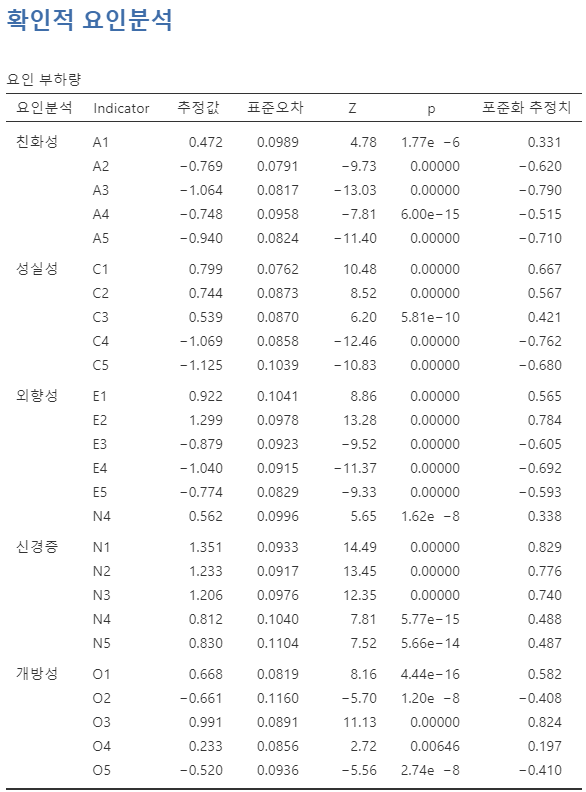 확인적 요인분석
요인 부하량
요인분석 Indicator 추정값 표준오차 Z p 포준화 추정치
친화성 A1 0.472 0.0989 4.78 1.77e −6 0.331
A2 −0.769 0.0791 −9.73 0.00000 −0.620
A3 −1.064 0.0817 −13.03 0.00000 −0.790
A4 −0.748 0.0958 −7.81 6.00e−15 −0.515
A5 −0.940 0.0824 −11.40 0.00000 −0.710
성실성 C1 0.799 0.0762 10.48 0.00000 0.667
C2 0.744 0.0873 8.52 0.00000 0.567
C3 0.539 0.0870 6.20 5.81e−10 0.421
C4 −1.069 0.0858 −12.46 0.00000 −0.762
C5 −1.125 0.1039 −10.83 0.00000 −0.680
외향성 E1 0.922 0.1041 8.86 0.00000 0.565
E2 1.299 0.0978 13.28 0.00000 0.784
E3 −0.879 0.0923 −9.52 0.00000 −0.605
E4 −1.040 0.0915 −11.37 0.00000 −0.692
E5 −0.774 0.0829 −9.33 0.00000 −0.593
N4 0.562 0.0996 5.65 1.62e −8 0.338
신경증 N1 1.351 0.0933 14.49 0.00000 0.829
N2 1.233 0.0917 13.45 0.00000 0.776
N3 1.206 0.0976 12.35 0.00000 0.740
N4 0.812 0.1040 7.81 5.77e−15 0.488
N5 0.830 0.1104 7.52 5.66e−14 0.487
개방성 O1 0.668 0.0819 8.16 4.44e−16 0.582
O2 −0.661 0.1160 −5.70 1.20e −8 −0.408
O3 0.991 0.0891 11.13 0.00000 0.824
O4 0.233 0.0856 2.72 0.00646 0.197
O5 −0.520 0.0936 −5.56 2.74e −8 −0.410